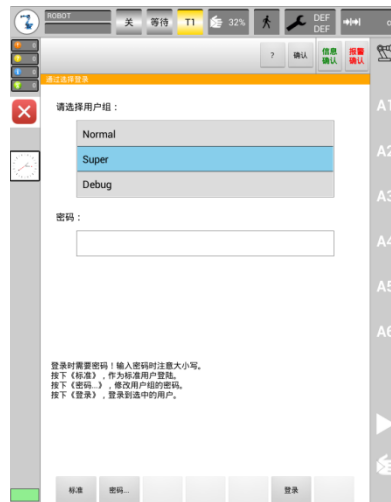 ROBOT
关
等待
T1
32%
DEF
DEF
0
0
0
0
?
确认
信息
确认
报警
确认
通过选择登录
请选择用户组：
Normal
Super
Debug
密码：
登录时需要密码！输入密码时注意大小写。
按下《标准》，作为标准用户登陆。
按下《密码...》，修改用户组的密码。
按下《登录》，登录到选中的用户。
A1
A2
A3
A4
A5
A6
标准
密码...
登录